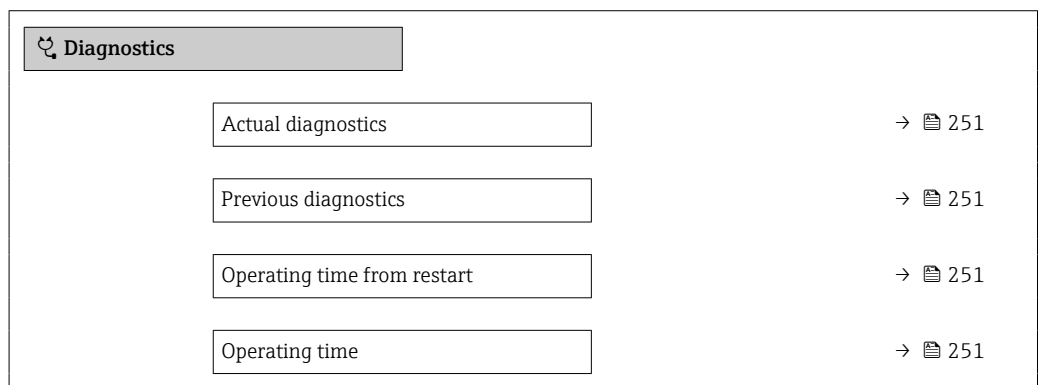 Diagnostics
Actual diagnostics → 251
Previous diagnostics → 251
Operating time from restart → 251
Operating time → 251